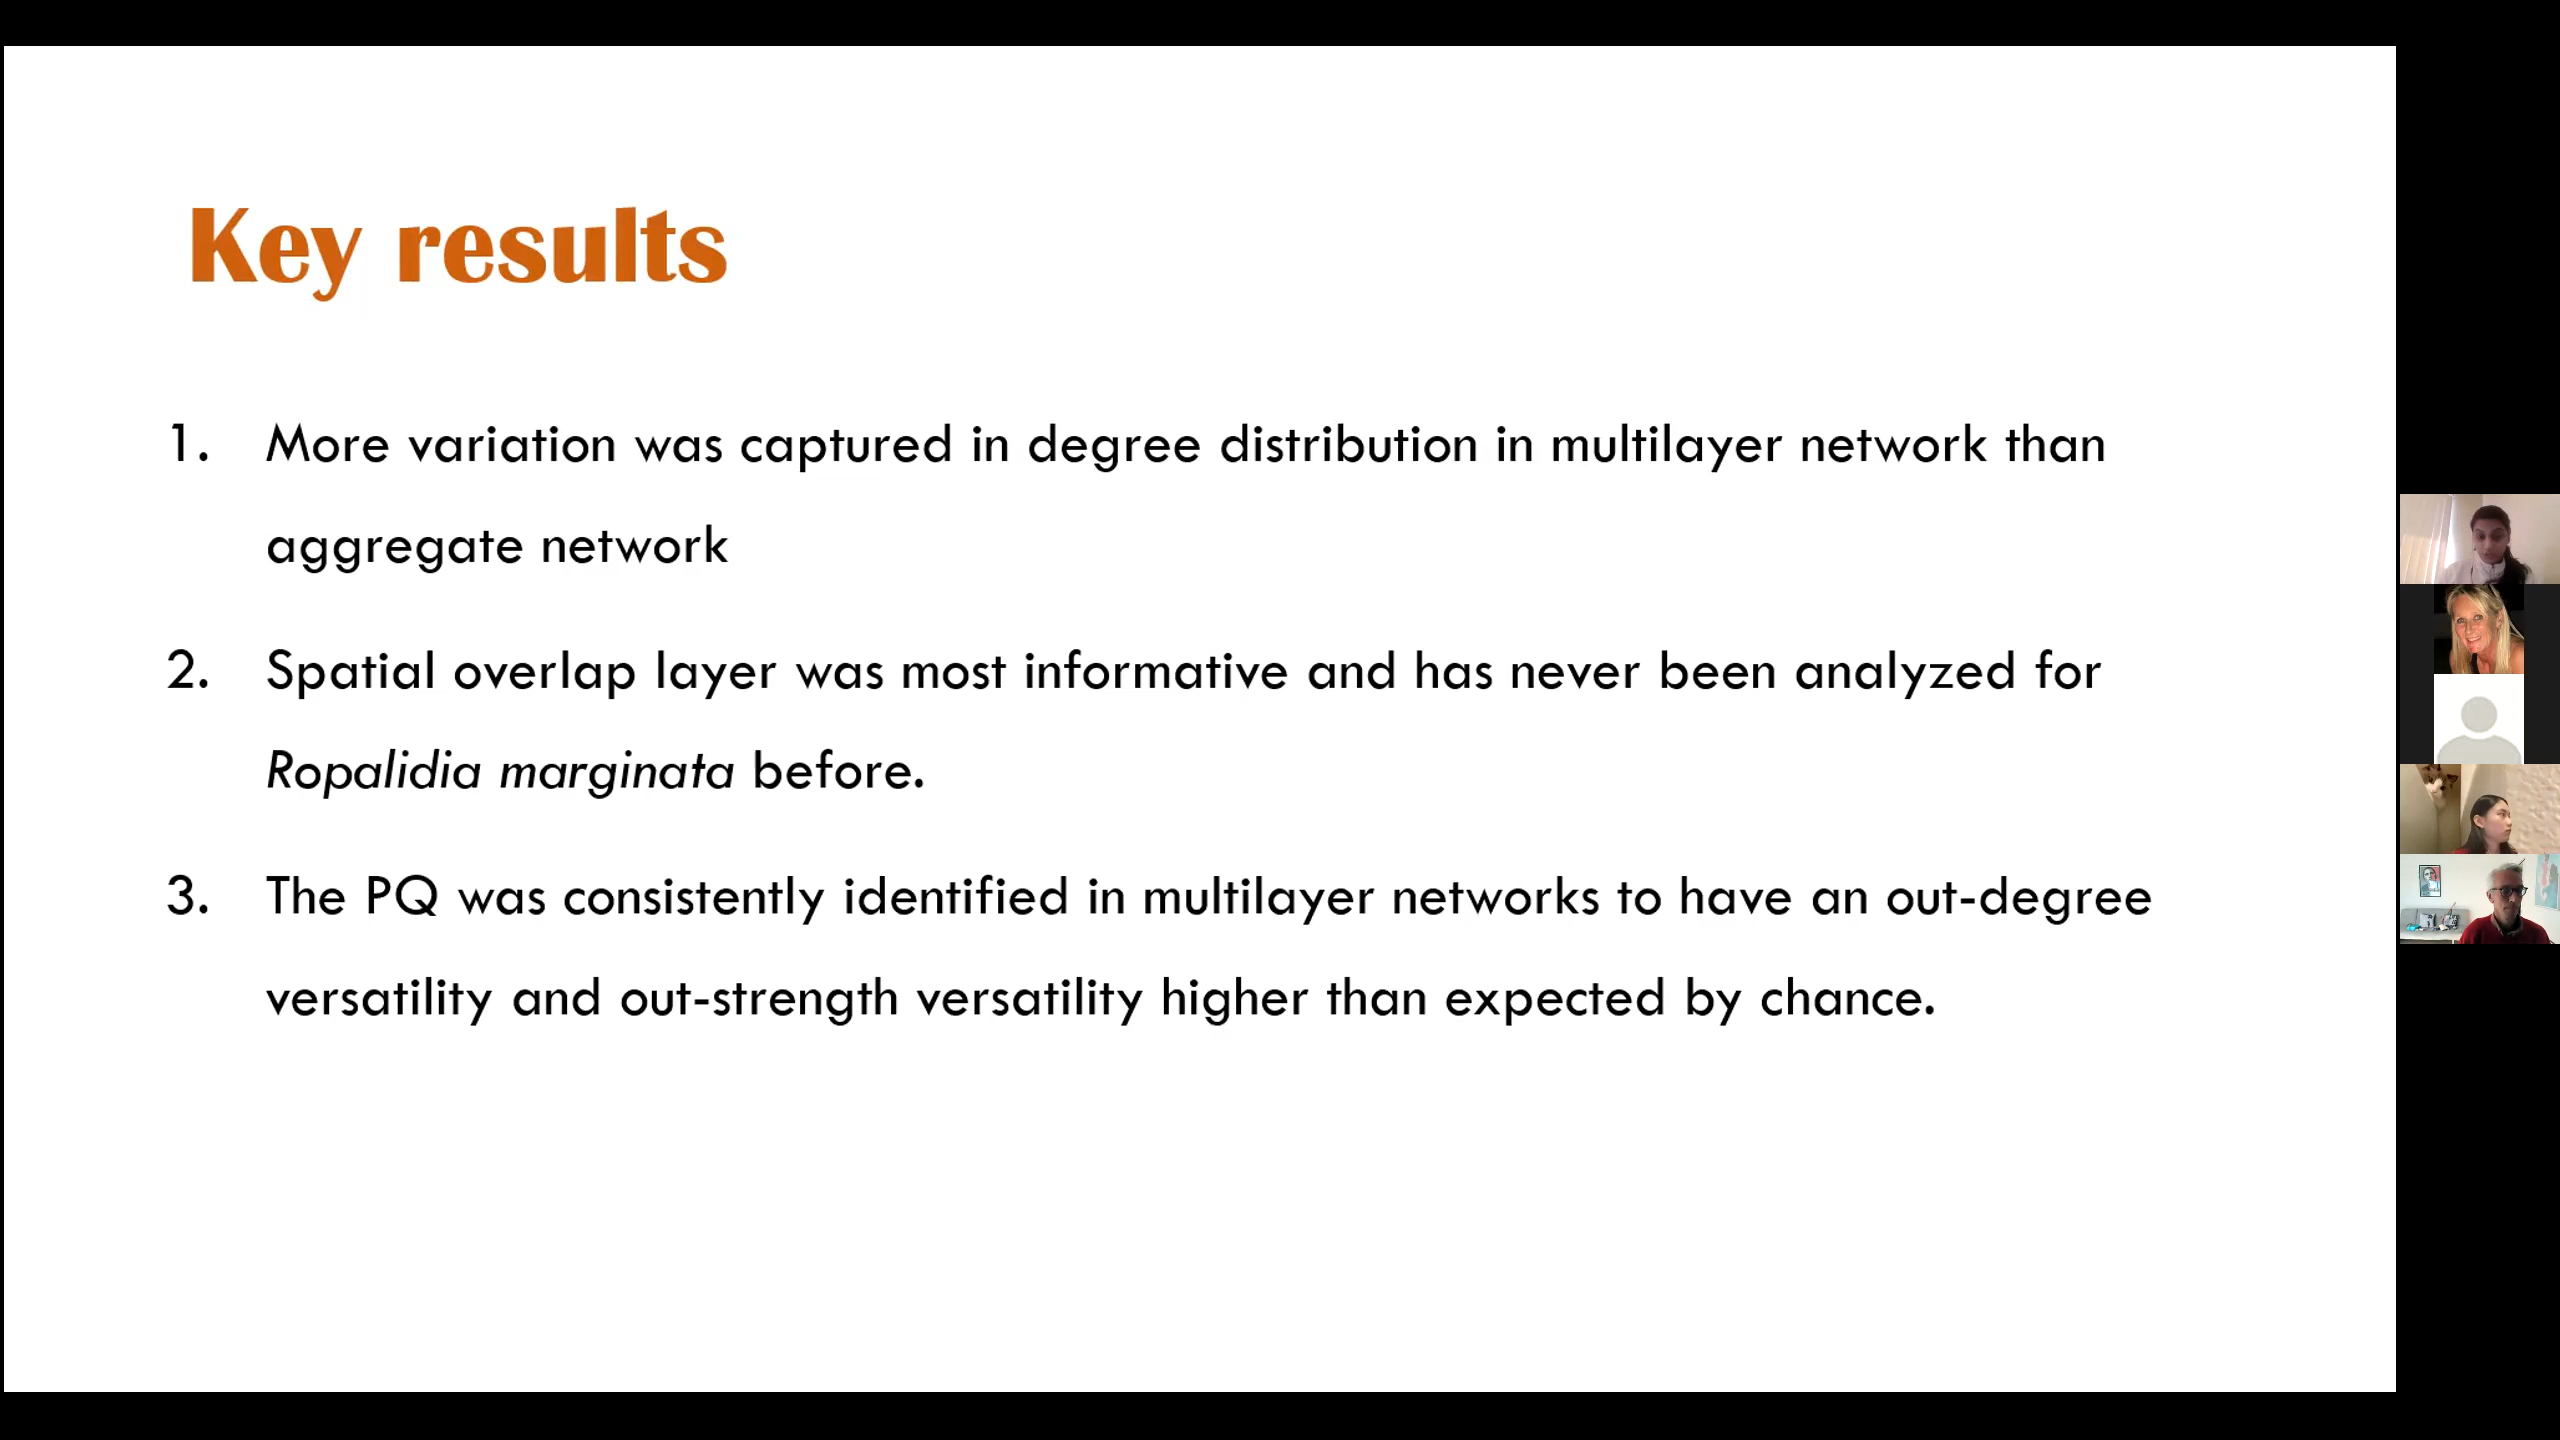 Key results
1. More variation was captured in degree distribution in multilayer network than
aggregate network
2. Spatial overlap layer was most informative and has never been analyzed for
Ropalidia marginata before.
3. The PQ was consistently identified in multilayer networks to have an out-degree
versatility and out-strength versatility higher than expected by chance.